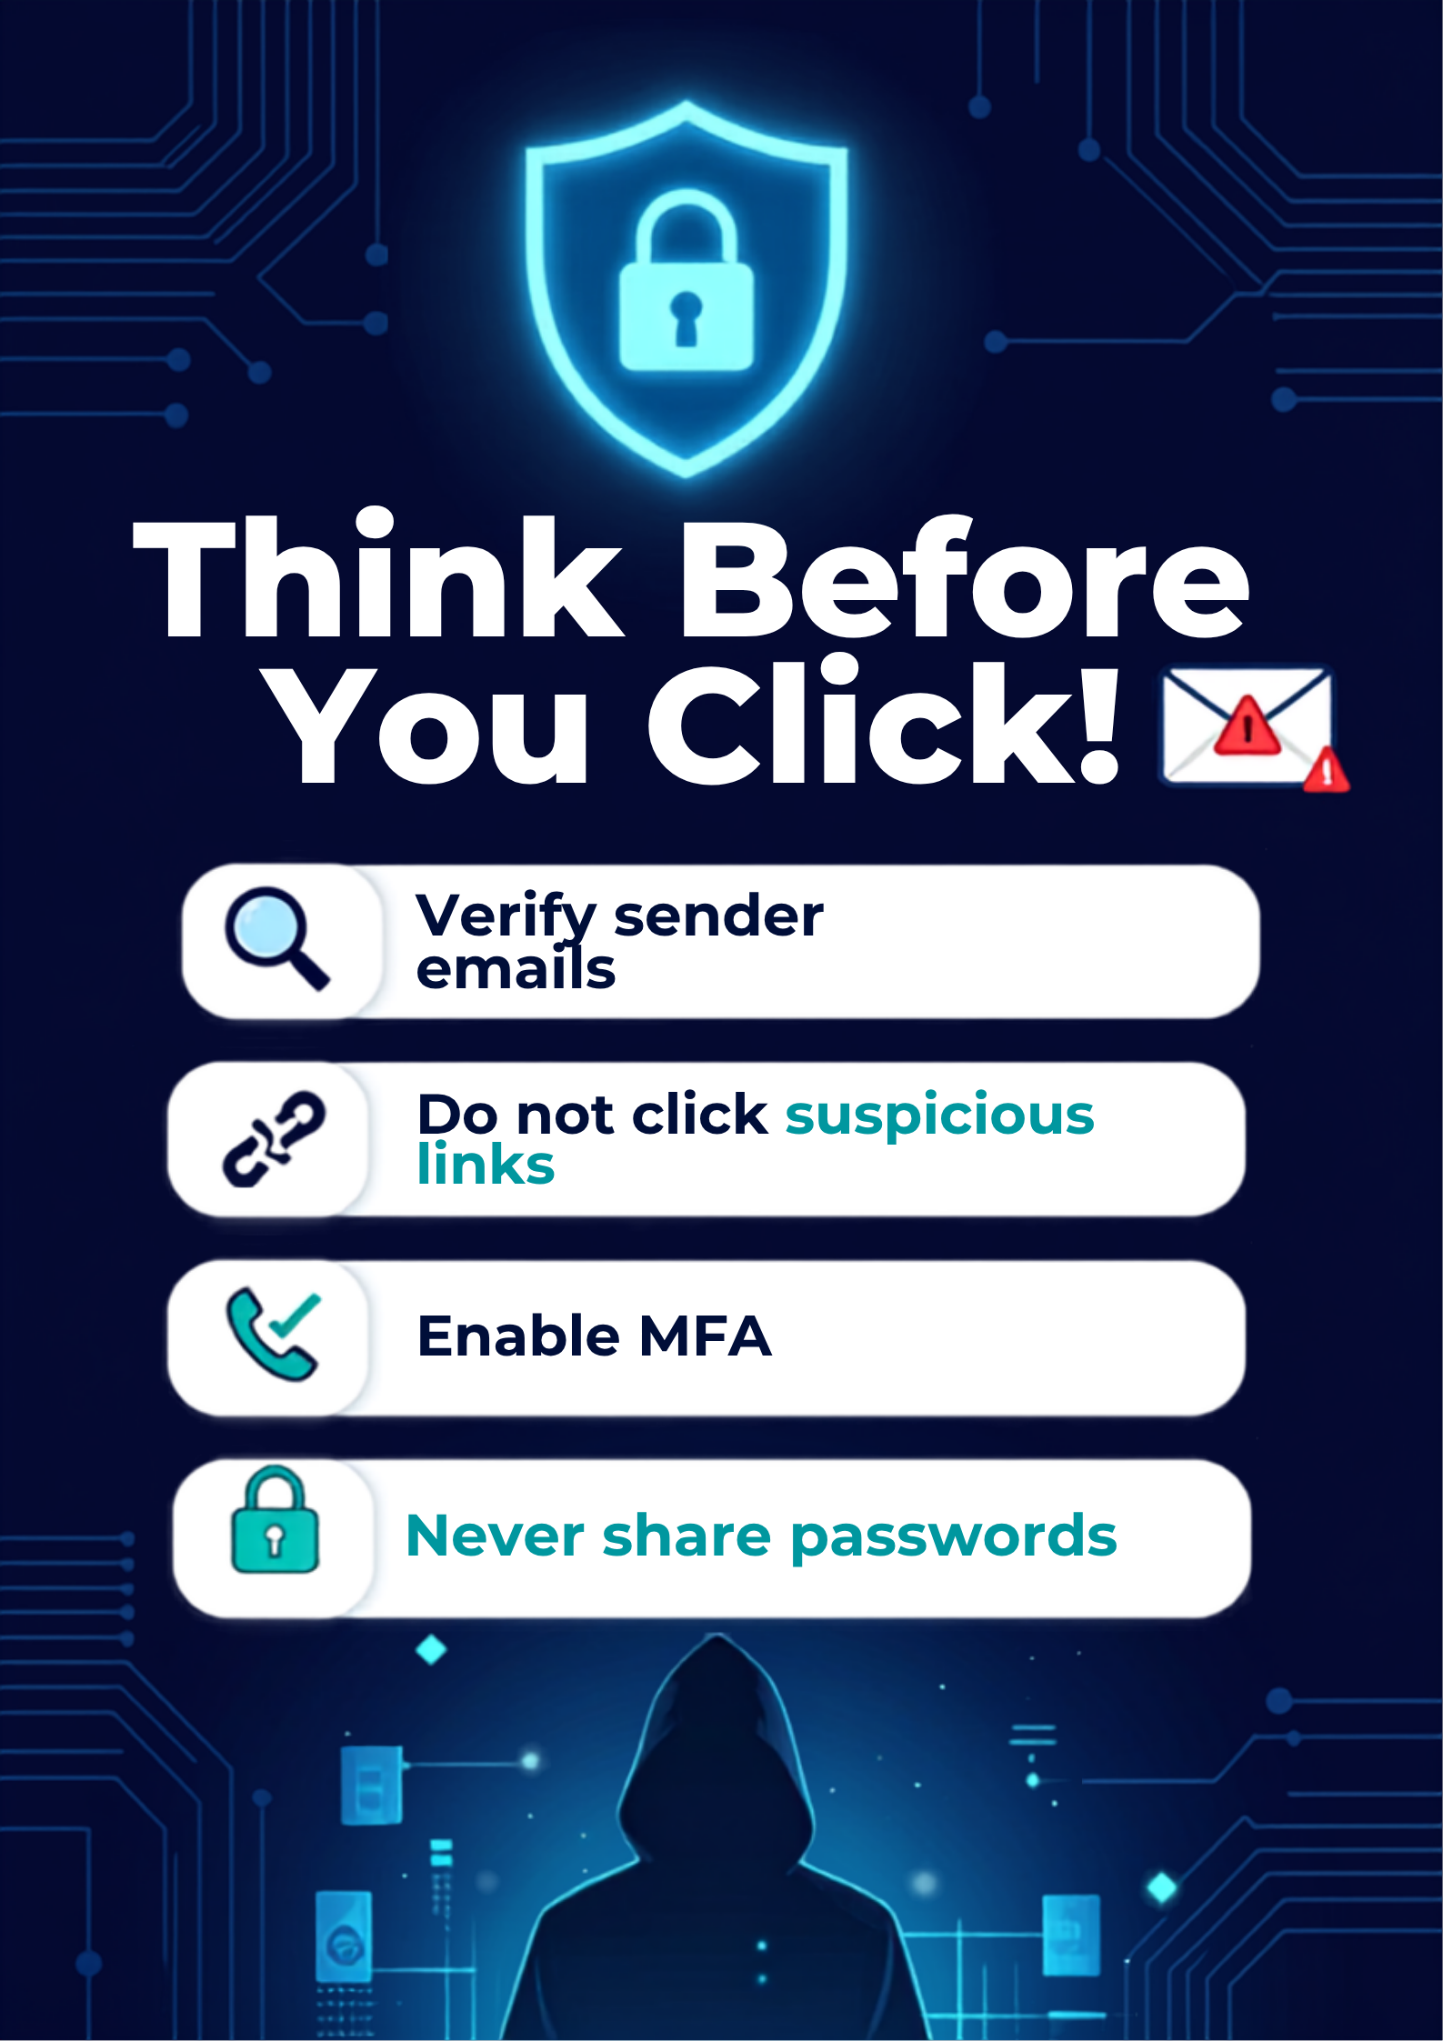 Think Before
You Click!
Verify sender
emails
Do not click suspicious
links
Enable MFA
Never share passwords